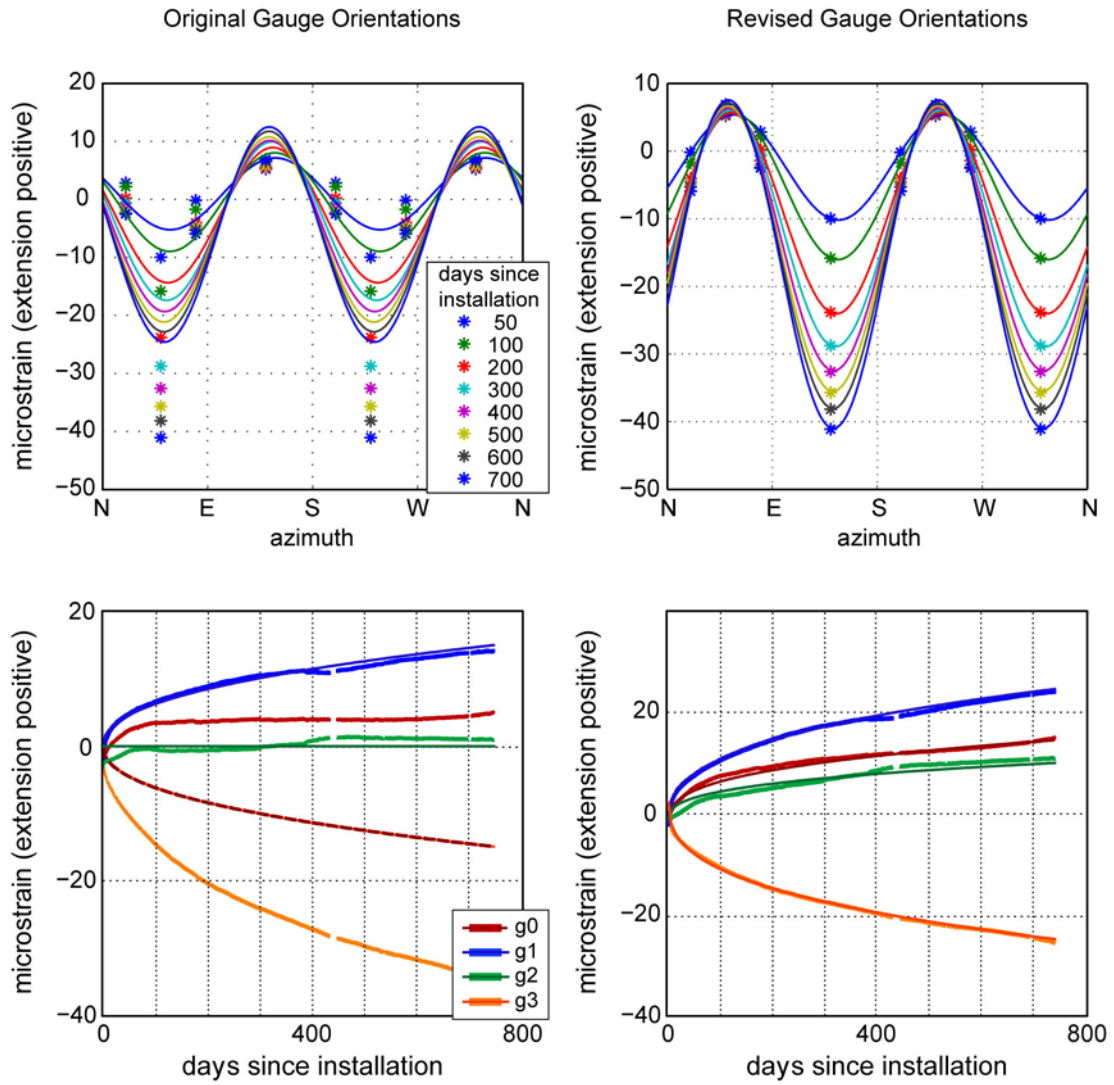 Original Gauge Orientations
Revised Gauge Orientations
microstrain (extension positive)
20
10
0
−10
−20
−30
−40
−50
N
E
S
W
N
azimuth
days since
installation
50
100
200
300
400
500
600
700
microstrain (extension positive)
10
0
−10
−20
−30
−40
−50
N
E
S
W
N
azimuth
microstrain (extension positive)
20
0
−20
−40
0
400
800
days since installation
g0
g1
g2
g3
microstrain (extension positive)
20
0
−20
−40
0
400
800
days since installation